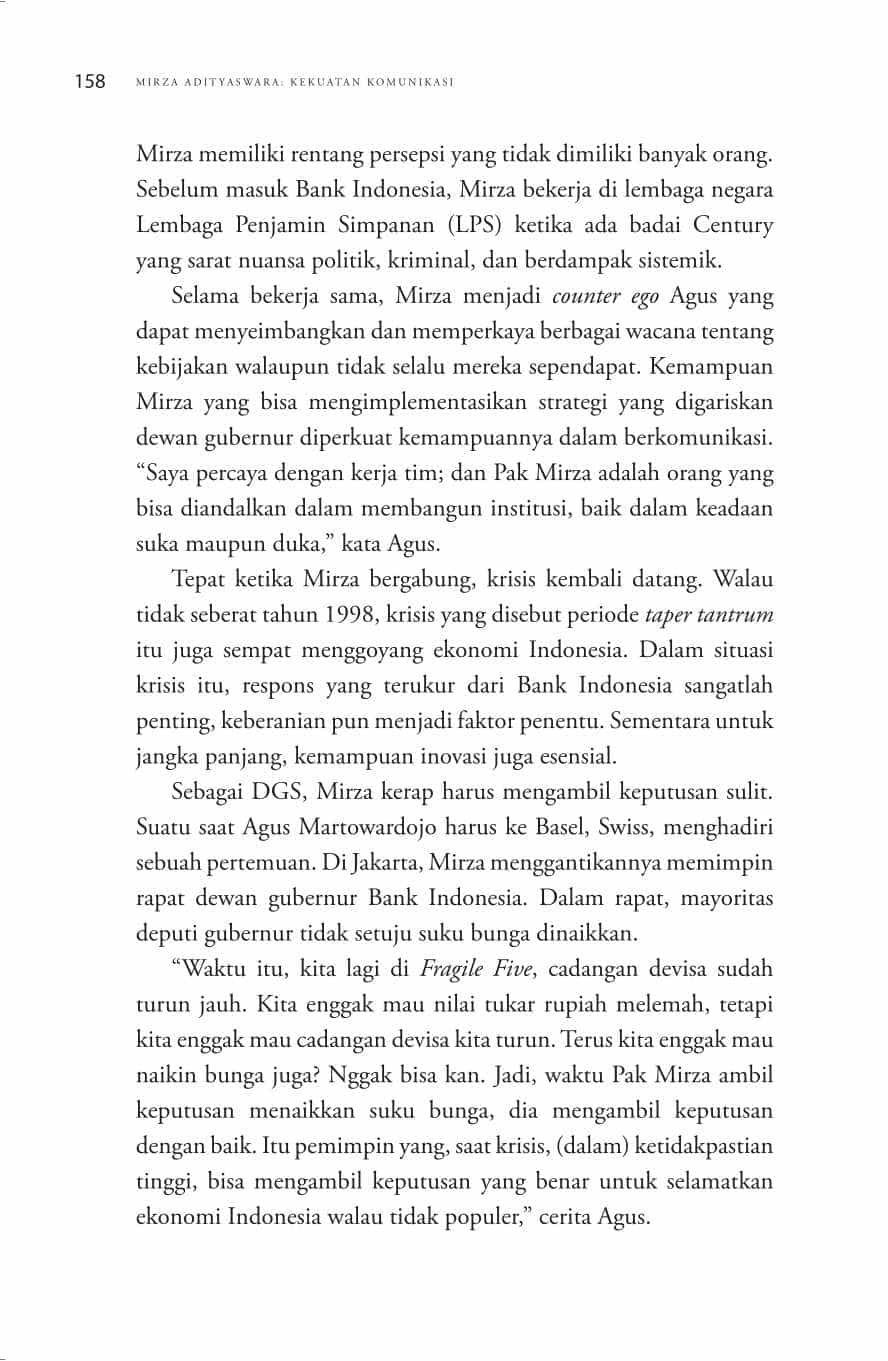 158 MIRZA ADITYASWARA: KEKUATAN KOMUNIKASI
Mirza memiliki rentang persepsi yang tidak dimiliki banyak orang.
Sebelum masuk Bank Indonesia, Mirza bekerja di lembaga negara
Lembaga Penjamin Simpanan (LPS) ketika ada badai Century
yang sarat nuansa politik, kriminal, dan berdampak sistemik.
Selama bekerja sama, Mirza menjadi counter ego Agus yang
dapat menyeimbangkan dan memperkaya berbagai wacana tentang
kebijakan walaupun tidak selalu mereka sependapat. Kemampuan
Mirza yang bisa mengimplementasikan strategi yang digariskan
dewan gubernur diperkuat kemampuannya dalam berkomunikasi.
“Saya percaya dengan kerja tim; dan Pak Mirza adalah orang yang
bisa diandalkan dalam membangun institusi, baik dalam keadaan
suka maupun duka,” kata Agus.
Tepat ketika Mirza bergabung, krisis kembali datang. Walau
tidak seberat tahun 1998, krisis yang disebut periode taper tantrum
itu juga sempat menggoyang ekonomi Indonesia. Dalam situasi
krisis itu, respons yang terukur dari Bank Indonesia sangatlah
penting, keberanian pun menjadi faktor penentu. Sementara untuk
jangka panjang, kemampuan inovasi juga esensial.
Sebagai DGS, Mirza kerap harus mengambil keputusan sulit.
Suatu saat Agus Martowardojo harus ke Basel, Swiss, menghadiri
sebuah pertemuan. Di Jakarta, Mirza menggantikannya memimpin
rapat dewan gubernur Bank Indonesia. Dalam rapat, mayoritas
deputi gubernur tidak setuju suku bunga dinaikkan.
“Waktu itu, kita lagi di Fragile Five, cadangan devisa sudah
turun jauh. Kita enggak mau nilai tukar rupiah melemah, tetapi
kita enggak mau cadangan devisa kita turun. Terus kita enggak mau
naikin bunga juga? Nggak bisa kan. Jadi, waktu Pak Mirza ambil
keputusan menaikkan suku bunga, dia mengambil keputusan
dengan baik. Itu pemimpin yang, saat krisis, (dalam) ketidakpastian
tinggi, bisa mengambil keputusan yang benar untuk selamatkan
ekonomi Indonesia walau tidak populer,” cerita Agus.